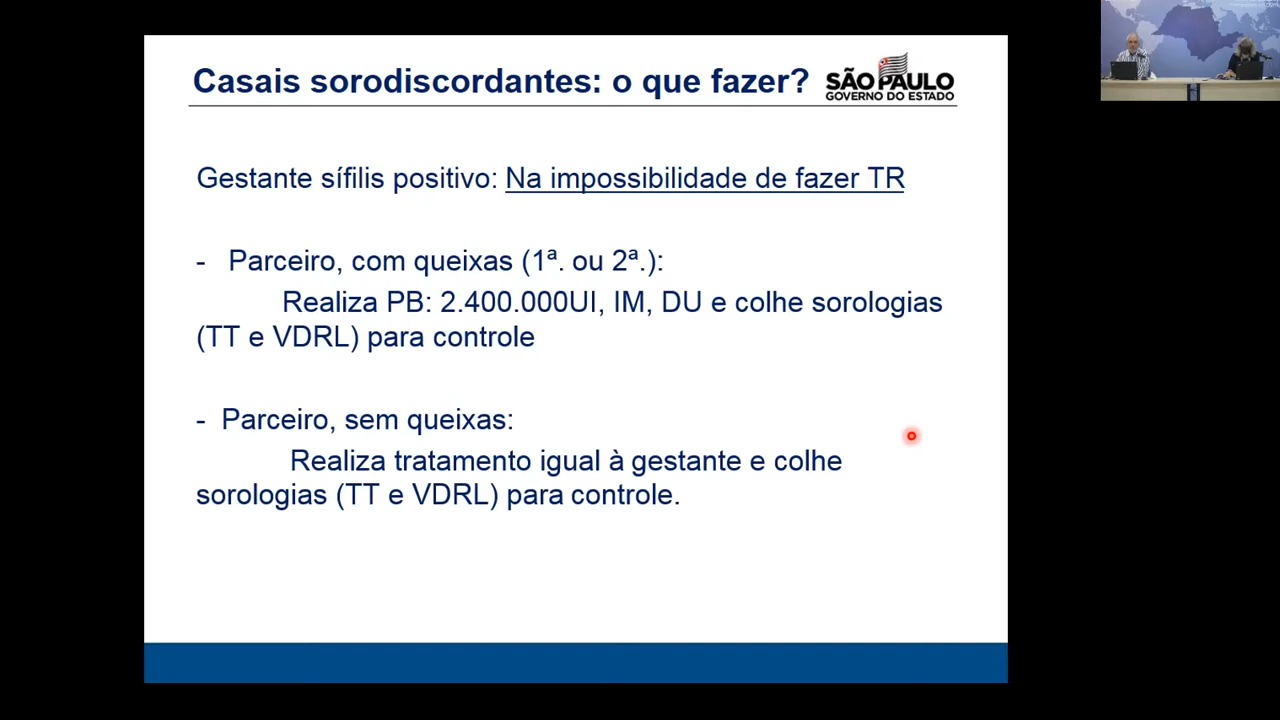 Casais sorodiscordantes: o que fazer?
SÃO PAULO
GOVERNO DO ESTADO
Gestante sífilis positivo: Na impossibilidade de fazer TR
- Parceiro, com queixas (1ª. ou 2ª.):
Realiza PB: 2.400.000UI, IM, DU e colhe sorologias
(TT e VDRL) para controle
- Parceiro, sem queixas:
Realiza tratamento igual à gestante e colhe
sorologias (TT e VDRL) para controle.